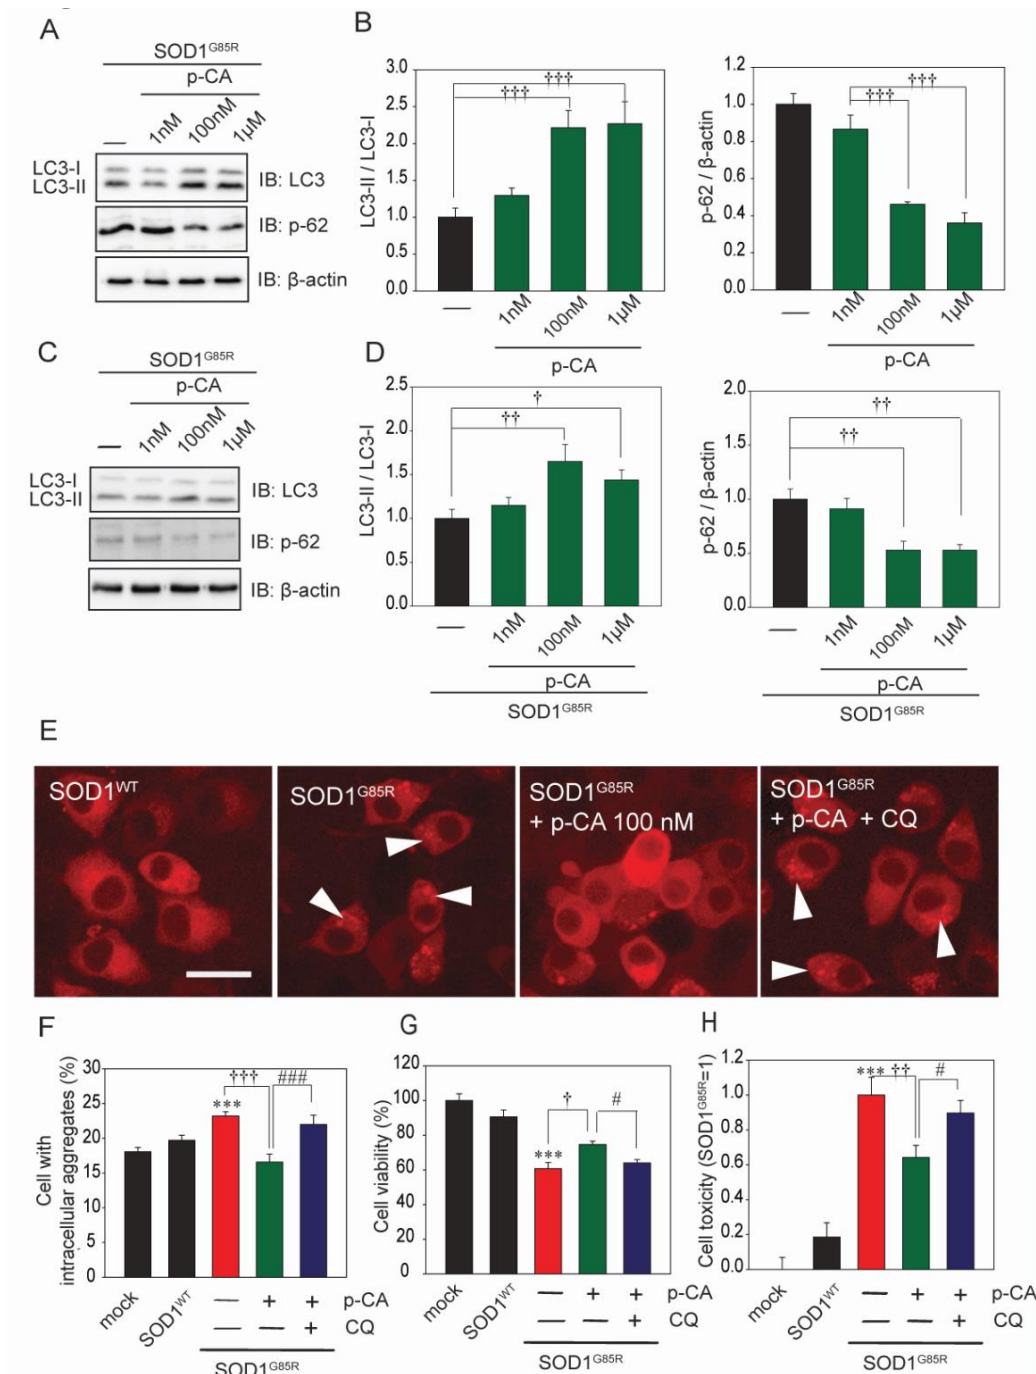 A
SOD1G85R
p-CA
— 1nM 100nM 1µM
LC3-I
LC3-II
IB: LC3
IB: p-62
IB: β-actin
B
LC3-II / LC3-I
3.0
2.5
2.0
1.5
1.0
0.5
0.0
†††
†††
— 1nM 100nM 1µM
p-CA
p-62 / β-actin
1.2
1.0
0.8
0.6
0.4
0.2
0
†††
†††
— 1nM 100nM 1µM
p-CA
C
SOD1G85R
p-CA
— 1nM 100nM 1µM
LC3-I
LC3-II
IB: LC3
IB: p-62
IB: β-actin
D
LC3-II / LC3-I
2.5
2.0
1.5
1.0
0.5
0.0
†
††
— 1nM 100nM 1µM
p-CA
SOD1G85R
p-62 / β-actin
2.0
1.5
1.0
0.5
0.0
††
††
— 1nM 100nM 1µM
p-CA
SOD1G85R
E
SOD1WT
SOD1G85R
SOD1G85R
+ p-CA 100 nM
SOD1G85R
+ p-CA + CQ
F
Cell with
intracellular aggregates (%)
30
25
20
15
10
5
0
††† ###
***
mock SOD1WT — + + p-CA
— — + CQ
SOD1G85R
G
Cell viability (%)
120
100
80
60
40
20
0
† #
***
mock SOD1WT — + + p-CA
— — + CQ
SOD1G85R
H
Cell toxicity (SOD1G85R=1)
1.2
1.0
0.8
0.6
0.4
0.2
0
*** †† #
mock SOD1WT — + + p-CA
— — + CQ
SOD1G85R